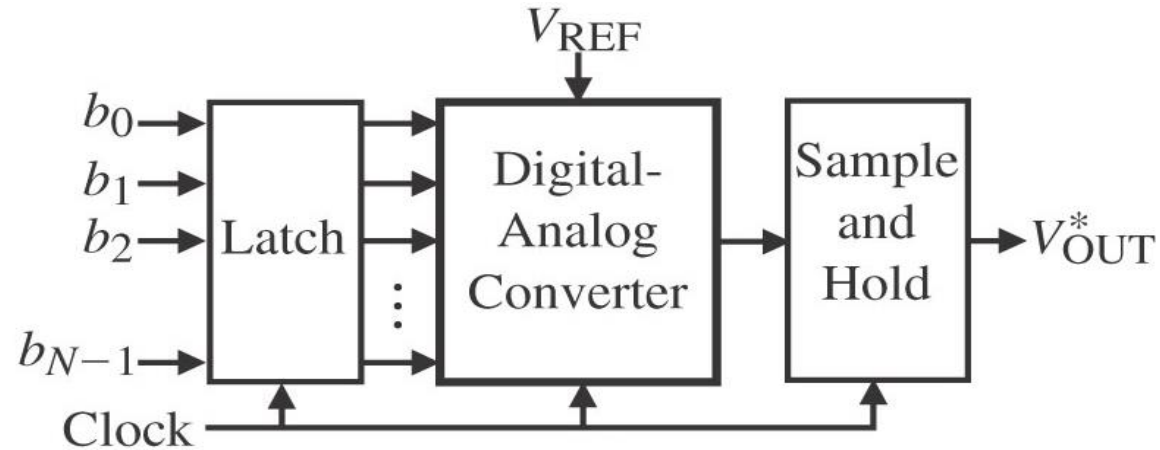 V_REF
b_0
b_1
b_2
b_{N−1}
Latch
Digital-
Analog
Converter
Sample
and
Hold
V*_OUT
Clock